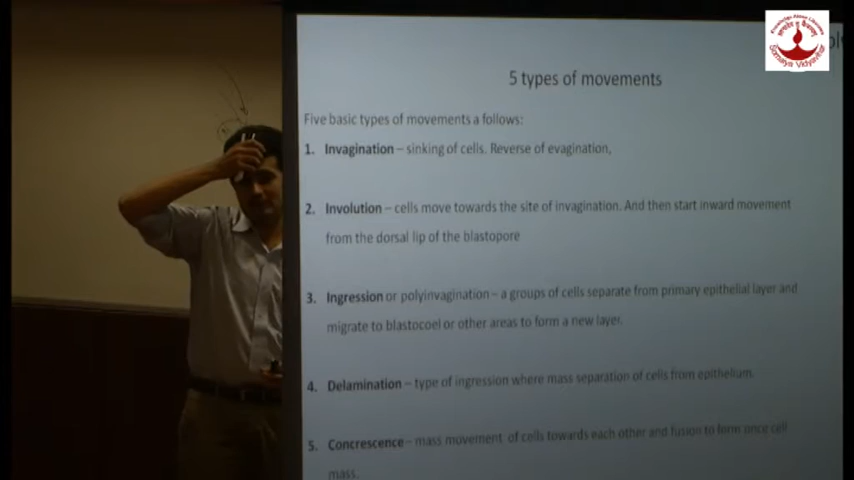 5 types of movements
Five basic types of movements a follows:
1. Invagination – sinking of cells. Reverse of evagination,
2. Involution – cells move towards the site of invagination. And then start inward movement
from the dorsal lip of the blastopore
3. Ingression or polyinvagination – a groups of cells separate from primary epithelial layer and
migrate to blastocoel or other areas to form a new layer.
4. Delamination – type of ingression where mass separation of cells from epithelium.
5. Concrescence – mass movement of cells towards each other and fusion to form once cell
mass.
Somaiya Vidyavihar